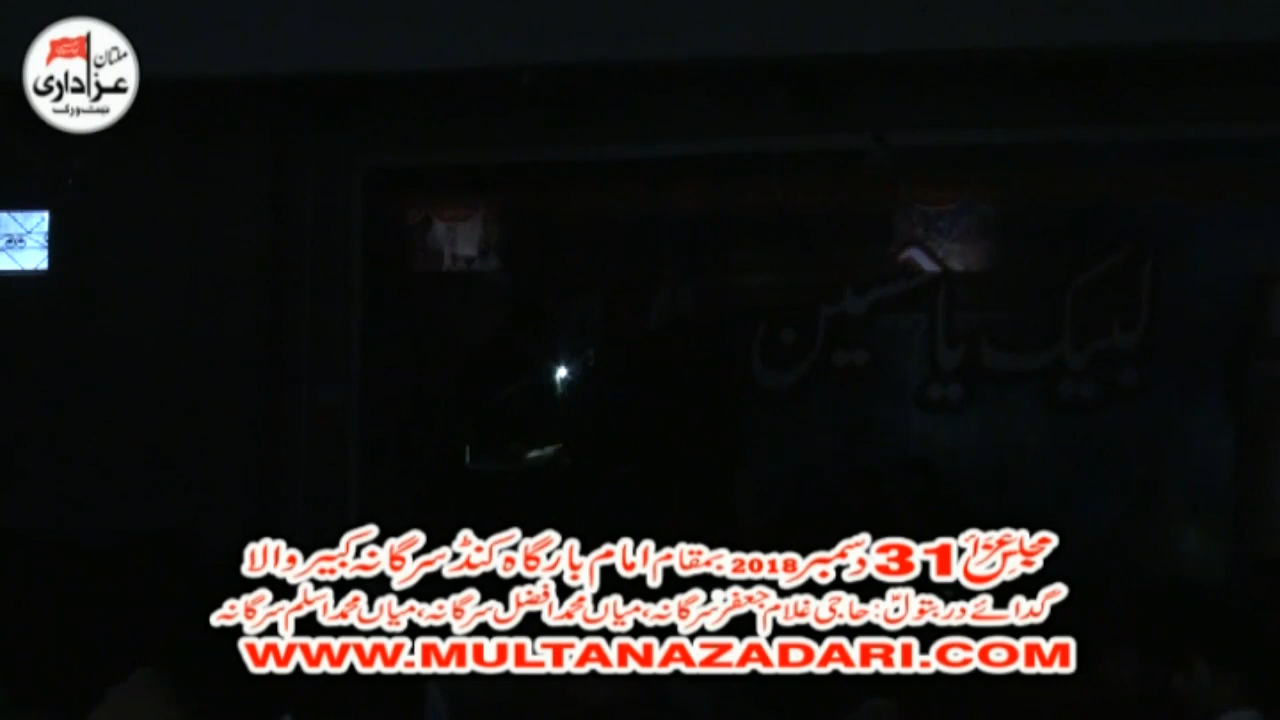 ملتان
عزاداری
نیٹ ورک
لبیک یا حسین
مجلس عزا 31 دسمبر 2018 بمقام امام بارگاہ کنڈ سرگانہ کبیر والا
گدائے در بتولؑ: حاجی غلام جعفر سرگانہ، میاں محمد افضل سرگانہ، میاں محمد اسلم سرگانہ
WWW.MULTANAZADARI.COM